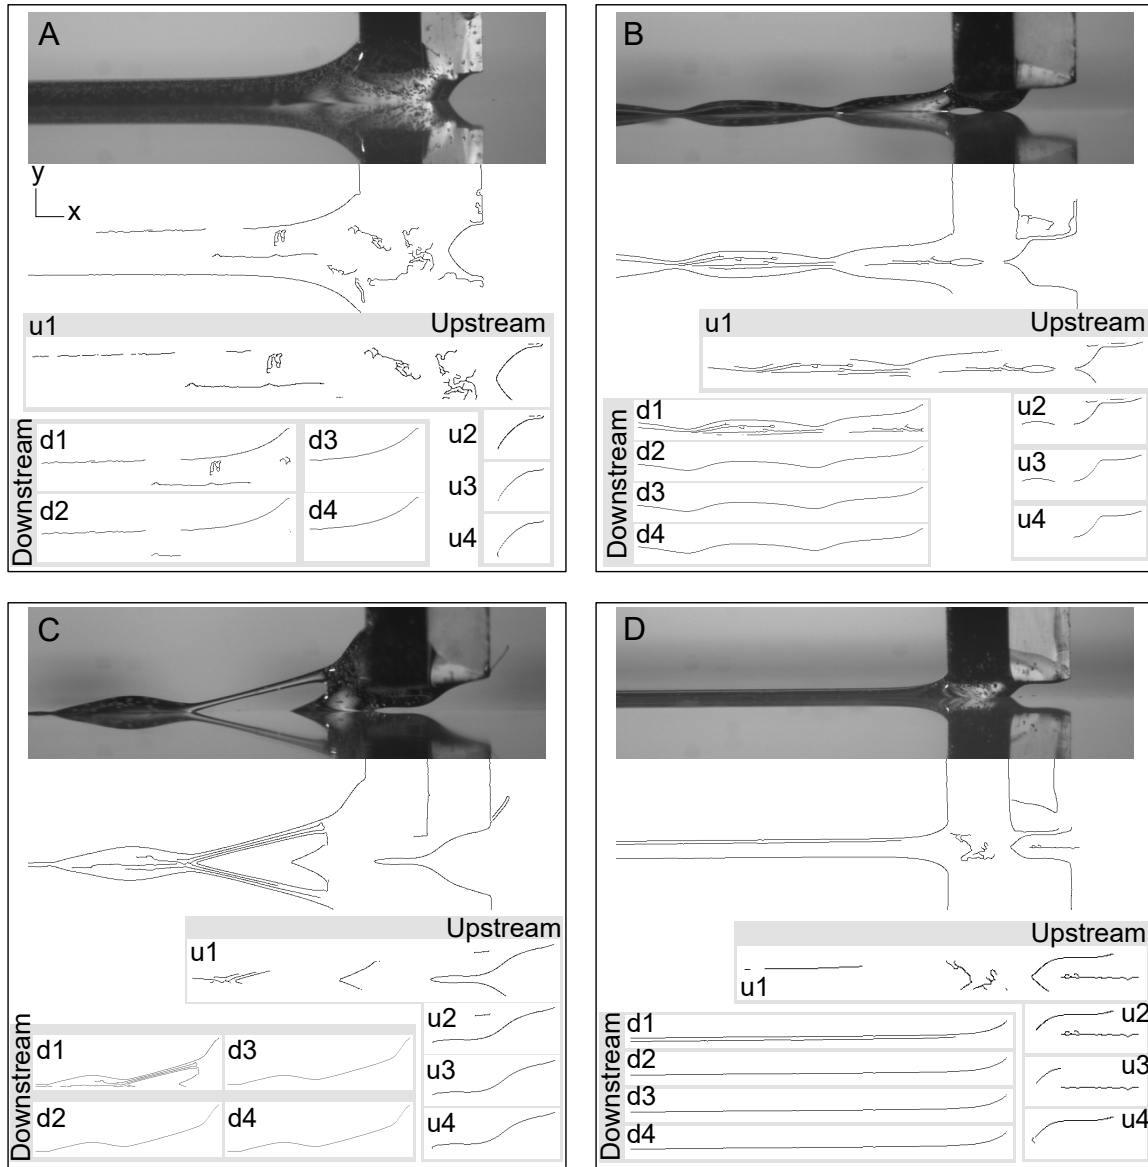 A
y
x
u1 Upstream
Downstream
d1
d3
u2
u3
d2
d4
u4
B
u1 Upstream
Downstream
d1
u2
d2
u3
d3
d4
u4
C
Upstream
u1
Downstream
d1
d3
u2
u3
d2
d4
u4
D
Upstream
u1
Downstream
d1
u2
d2
u3
d3
d4
u4